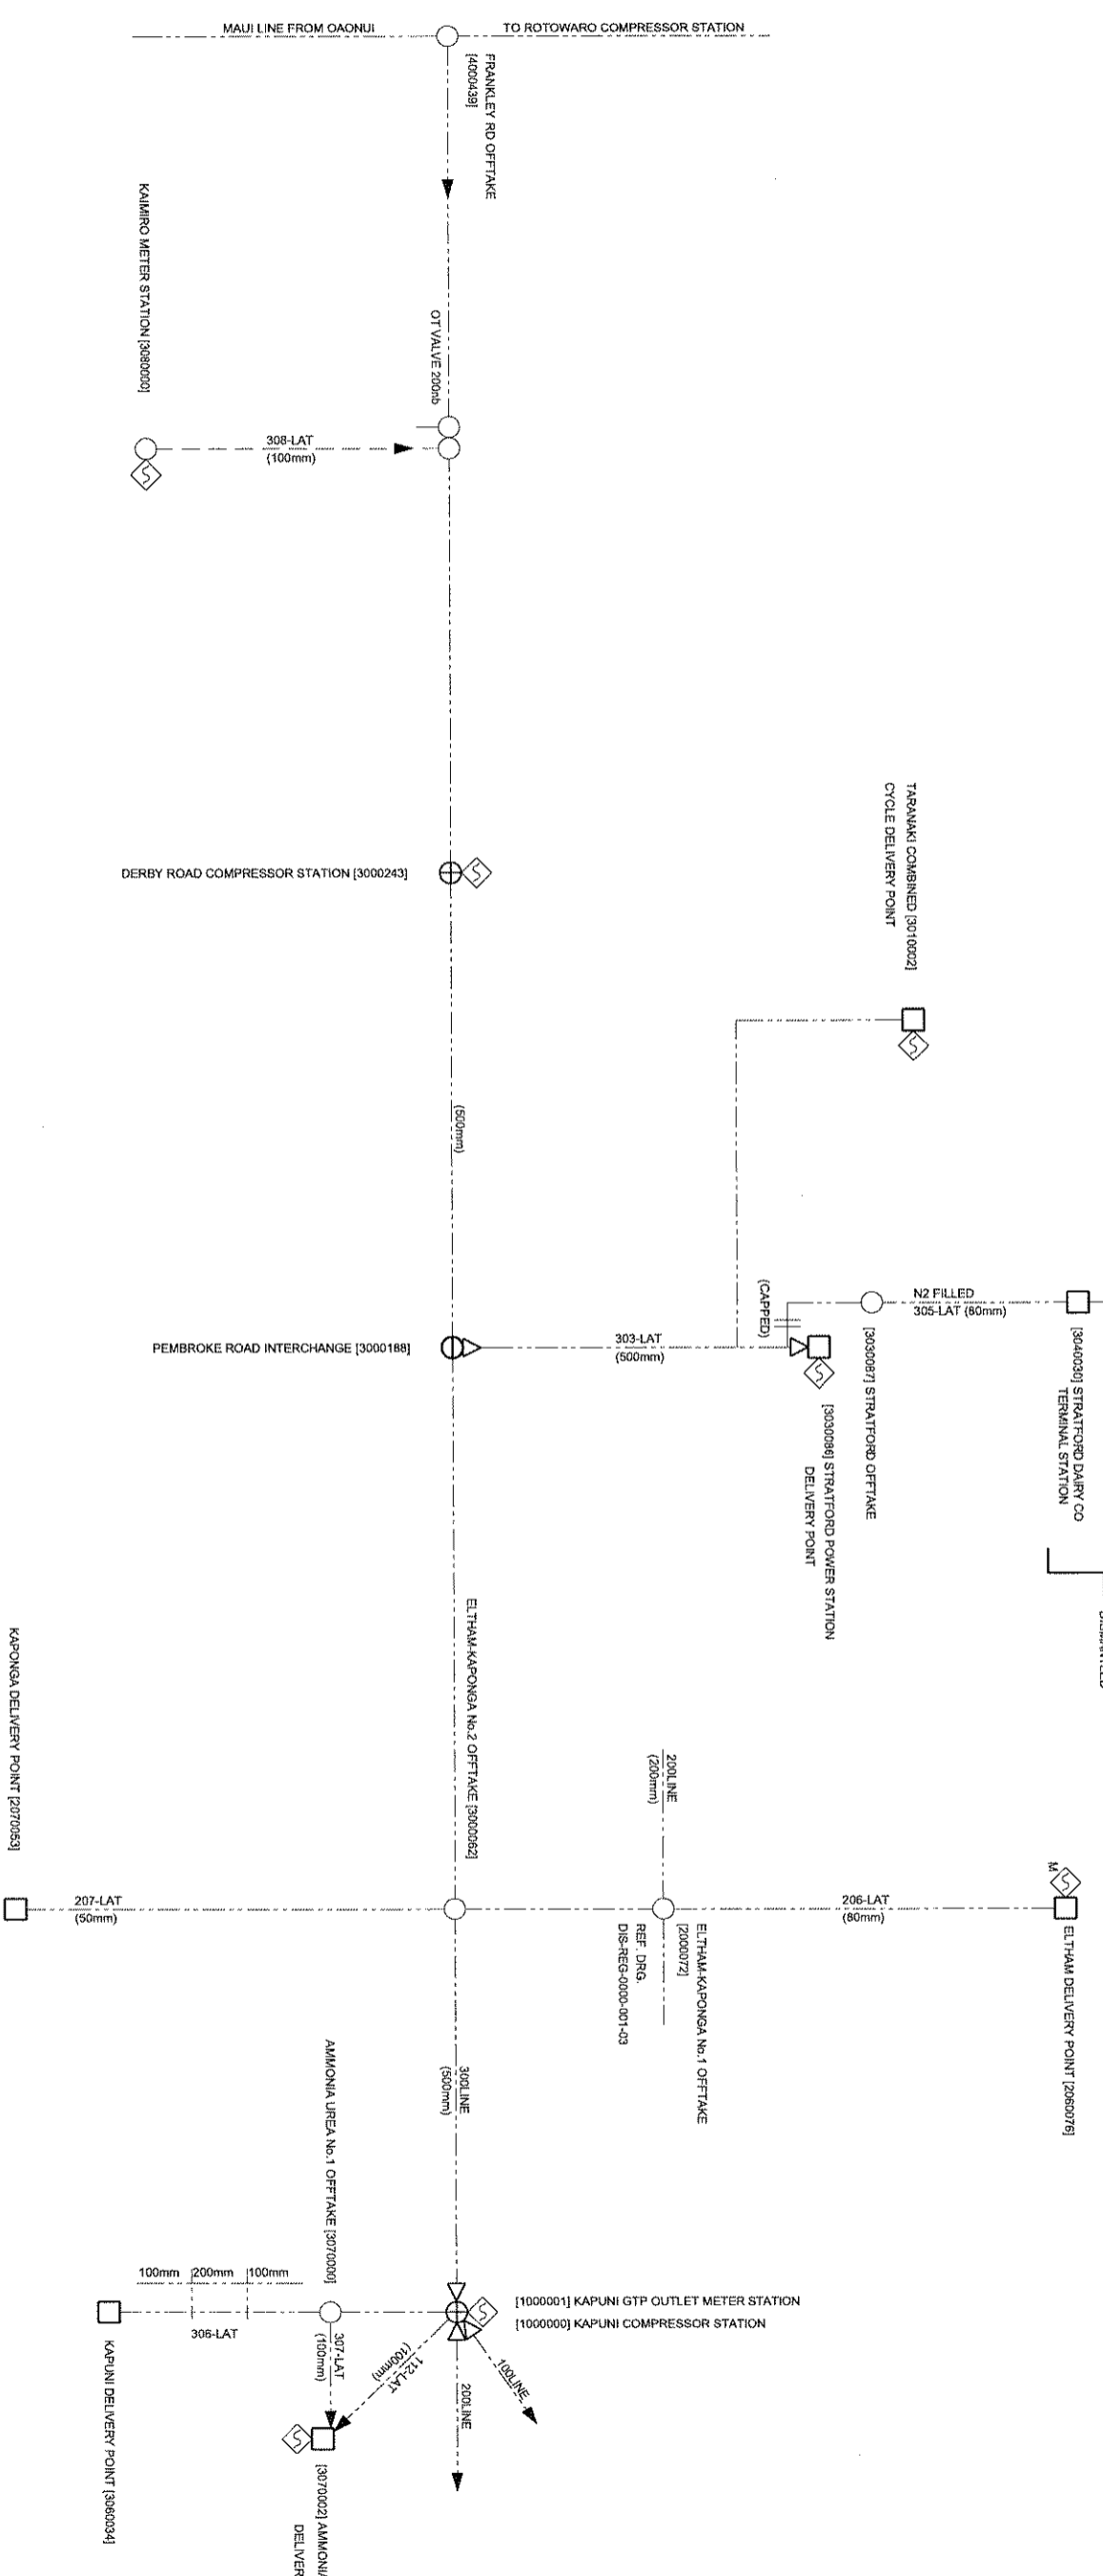 MAUI LINE FROM OAONUI
TO ROTOWARO COMPRESSOR STATION
FRANKLEY RD OFFTAKE
[4000439]
KAIMIRO METER STATION [3080000]
OT VALVE 200nb
308-LAT
(100mm)
TARANAKI COMBINED [3010002]
CYCLE DELIVERY POINT
DERBY ROAD COMPRESSOR STATION [3000243]
(500mm)
(CAPPED)
N2 FILLED
305-LAT (80mm)
PEMBROKE ROAD INTERCHANGE [3000188]
303-LAT
(500mm)
[3030087] STRATFORD OFFTAKE
[3040030] STRATFORD DAIRY CO
TERMINAL STATION
[3030086] STRATFORD POWER STATION
DELIVERY POINT
ELTHAM-KAPONGA No.2 OFFTAKE [3000062]
KAPONGA DELIVERY POINT [2070053]
200LINE
(200mm)
M
207-LAT
(50mm)
206-LAT
(80mm)
ELTHAM-KAPONGA No.1 OFFTAKE
[2000072]
REF. DRG.
DIS-REG-0000-001-03
ELTHAM DELIVERY POINT [2060076]
300LINE
(500mm)
AMMONIA UREA No.1 OFFTAKE [3070000]
100mm
200mm
100mm
306-LAT
[1000001] KAPUNI GTP OUTLET METER STATION
[1000000] KAPUNI COMPRESSOR STATION
307-LAT
(100mm)
112-LAT
(100mm)
100LINE
200LINE
KAPUNI DELIVERY POINT [3060034]
[3070002] AMMONIA
DELIVER